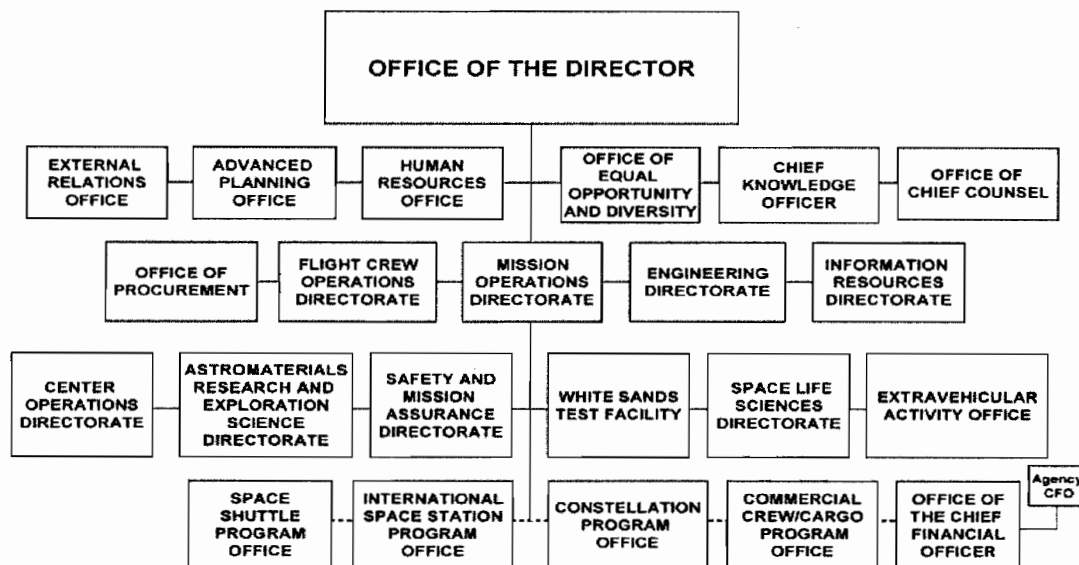 OFFICE OF THE DIRECTOR
EXTERNAL
RELATIONS
OFFICE
ADVANCED
PLANNING
OFFICE
HUMAN
RESOURCES
OFFICE
OFFICE OF
EQUAL
OPPORTUNITY
AND DIVERSITY
CHIEF
KNOWLEDGE
OFFICER
OFFICE OF
CHIEF COUNSEL
OFFICE OF
PROCUREMENT
FLIGHT CREW
OPERATIONS
DIRECTORATE
MISSION
OPERATIONS
DIRECTORATE
ENGINEERING
DIRECTORATE
INFORMATION
RESOURCES
DIRECTORATE
CENTER
OPERATIONS
DIRECTORATE
ASTROMATERIALS
RESEARCH AND
EXPLORATION
SCIENCE
DIRECTORATE
SAFETY AND
MISSION
ASSURANCE
DIRECTORATE
WHITE SANDS
TEST FACILITY
SPACE LIFE
SCIENCES
DIRECTORATE
EXTRAVEHICULAR
ACTIVITY OFFICE
SPACE
SHUTTLE
PROGRAM
OFFICE
INTERNATIONAL
SPACE STATION
PROGRAM
OFFICE
CONSTELLATION
PROGRAM
OFFICE
COMMERCIAL
CREW/CARGO
PROGRAM
OFFICE
OFFICE OF
THE CHIEF
FINANCIAL
OFFICER
Agency
CFO